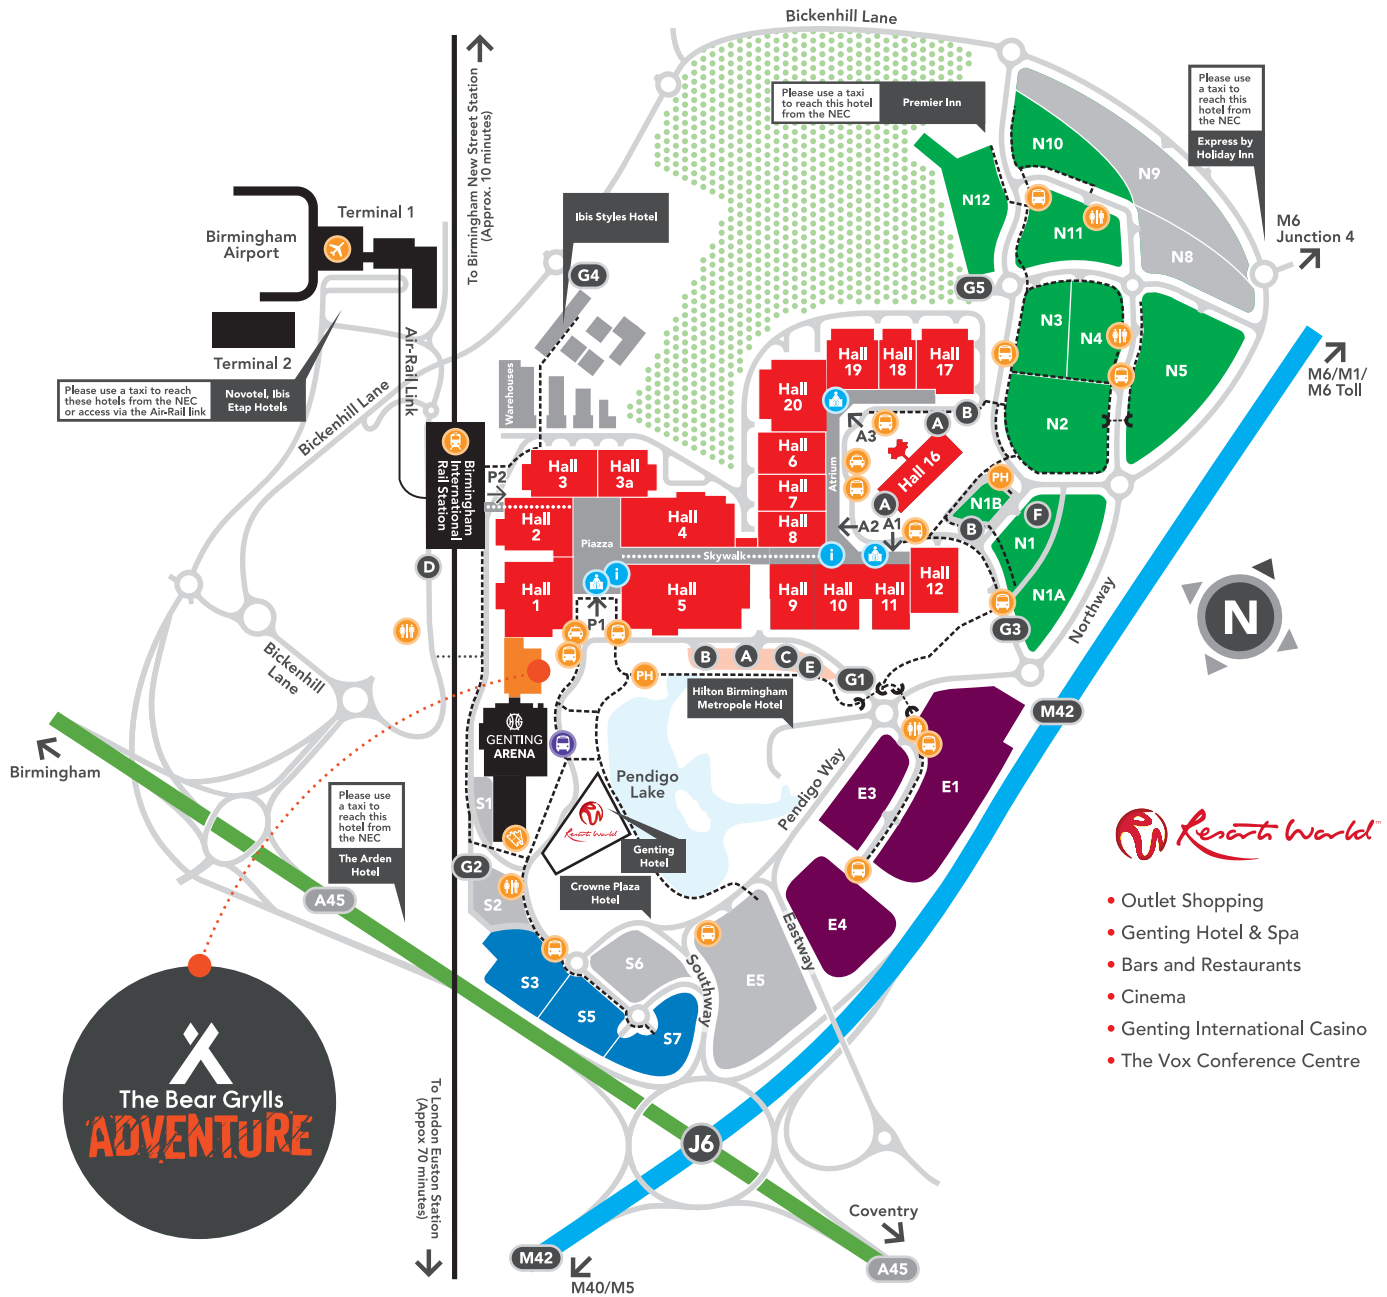 Bickenhill Lane
To Birmingham New Street Station
(Approx. 10 minutes)
Please use a taxi
to reach this hotel
from the NEC
Premier Inn
Please use
a taxi to
reach this
hotel from
the NEC
Express by
Holiday Inn
N10
N9
N12
N11
N8
M6
Junction 4
Terminal 1
Birmingham
Airport
Ibis Styles Hotel
G4
G5
Terminal 2
Air-Rail Link
N3
N4
N5
N2
M6/M1/
M6 Toll
Please use a taxi to reach
these hotels from the NEC
or access via the Air-Rail link
Novotel, Ibis
Etap Hotels
Bickenhill Lane
Warehouses
Hall
19
Hall
18
Hall
17
Hall
20
A3
A
B
Hall
6
Atrium
Hall 16
Birmingham
International
Rail Station
P2
Hall
3
Hall
3a
Hall
7
A
PH
N1B
F
B
N1
Hall
2
Piazza
Hall
4
Hall
8
A2
A1
Skywalk
i
D
Hall
1
i
P1
Hall
5
Hall
9
Hall
10
Hall
11
Hall
12
N1A
G3
Northway
N
Bickenhill
Lane
PH
B
A
C
E
G1
Hilton Birmingham
Metropole Hotel
M42
GENTING
ARENA
Birmingham
Pendigo
Lake
Pendigo Way
E3
E1
S1
Resorts World
Genting
Hotel
Please use
a taxi to
reach this
hotel from
the NEC
The Arden
Hotel
G2
Crowne Plaza
Hotel
A45
S2
E4
Eastway
S6
S3
S5
S7
Southway
E5
Resorts World™
• Outlet Shopping
• Genting Hotel & Spa
• Bars and Restaurants
• Cinema
• Genting International Casino
• The Vox Conference Centre
The Bear Grylls
ADVENTURE
To London Euston Station
(Appox 70 minutes)
J6
Coventry
M42
M40/M5
A45